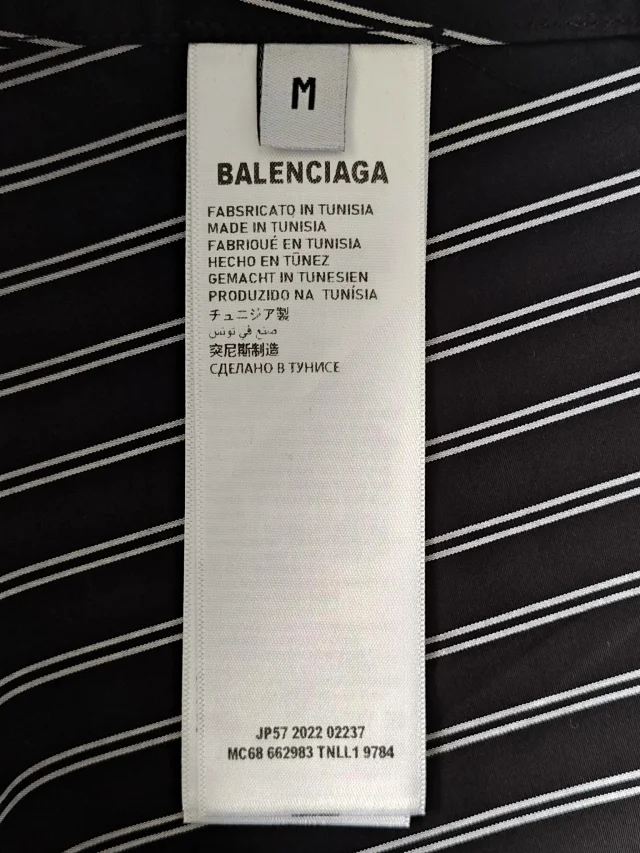 M
BALENCIAGA
FABSRICATO IN TUNISIA
MADE IN TUNISIA
FABRIQUÉ EN TUNISIA
HECHO EN TÜNEZ
GEMACHT IN TUNESIEN
PRODUZIDO NA TUNÍSIA
チュニジア製
صنع في تونس
突尼斯制造
СДЕЛАНО В ТУНИСЕ
JP57 2022 02237
MC68 662983 TNLL1 9784